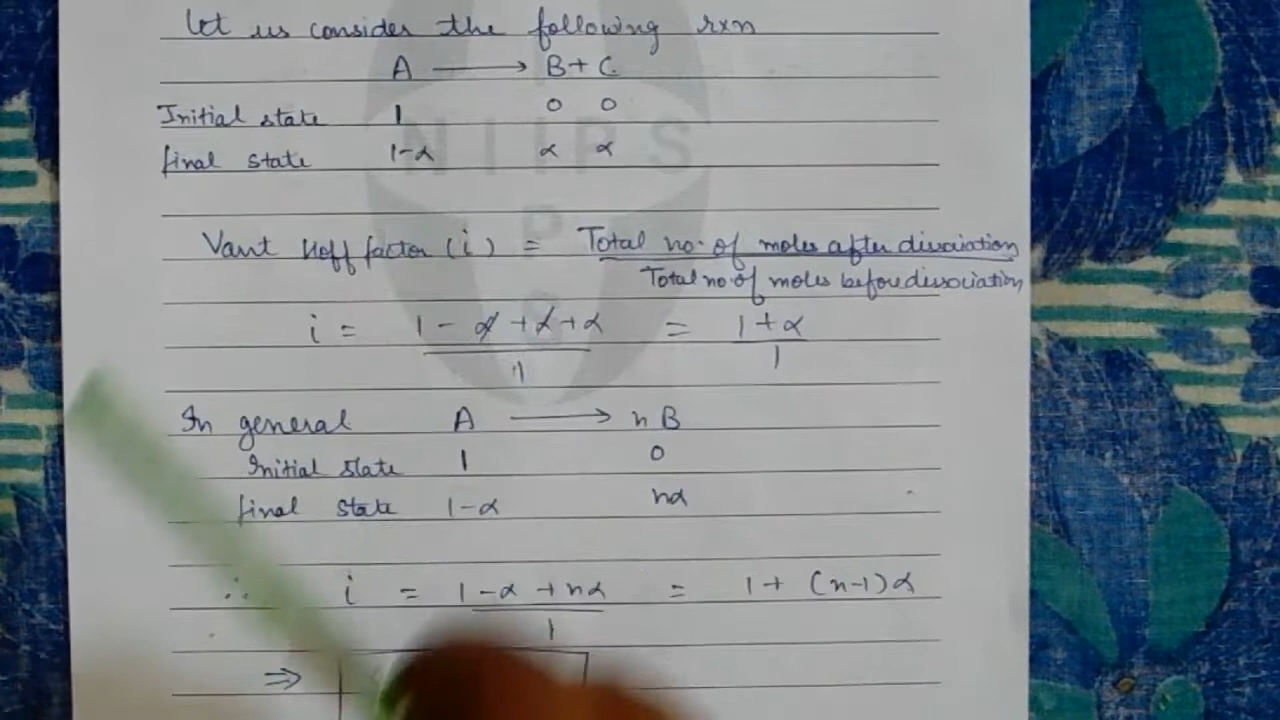 Let us consider the following rxn
A ⟶ B + C
Initial state 1 0 0
final state 1-α α α
Vant Hoff factor (i) = Total no. of moles after dissociation
Total no. of moles before dissociation
i = 1 - α + α + α = 1 + α
1 1
In general A ⟶ nB
Initial state 1 0
final state 1-α nα
∴ i = 1 - α + nα = 1 + (n-1)α
1
⇒
NIIPS
P
G